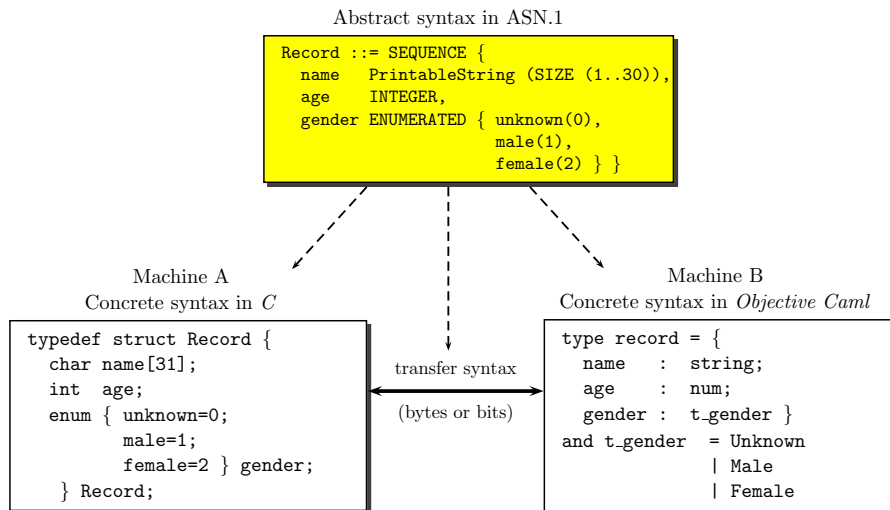 Abstract syntax in ASN.1
Record ::= SEQUENCE {
name PrintableString (SIZE (1..30)),
age INTEGER,
gender ENUMERATED { unknown(0),
male(1),
female(2) } }
Machine A
Concrete syntax in C
typedef struct Record {
char name[31];
int age;
enum { unknown=0;
male=1;
female=2 } gender;
} Record;
transfer syntax
(bytes or bits)
Machine B
Concrete syntax in Objective Caml
type record = {
name : string;
age : num;
gender : t_gender }
and t_gender = Unknown
| Male
| Female